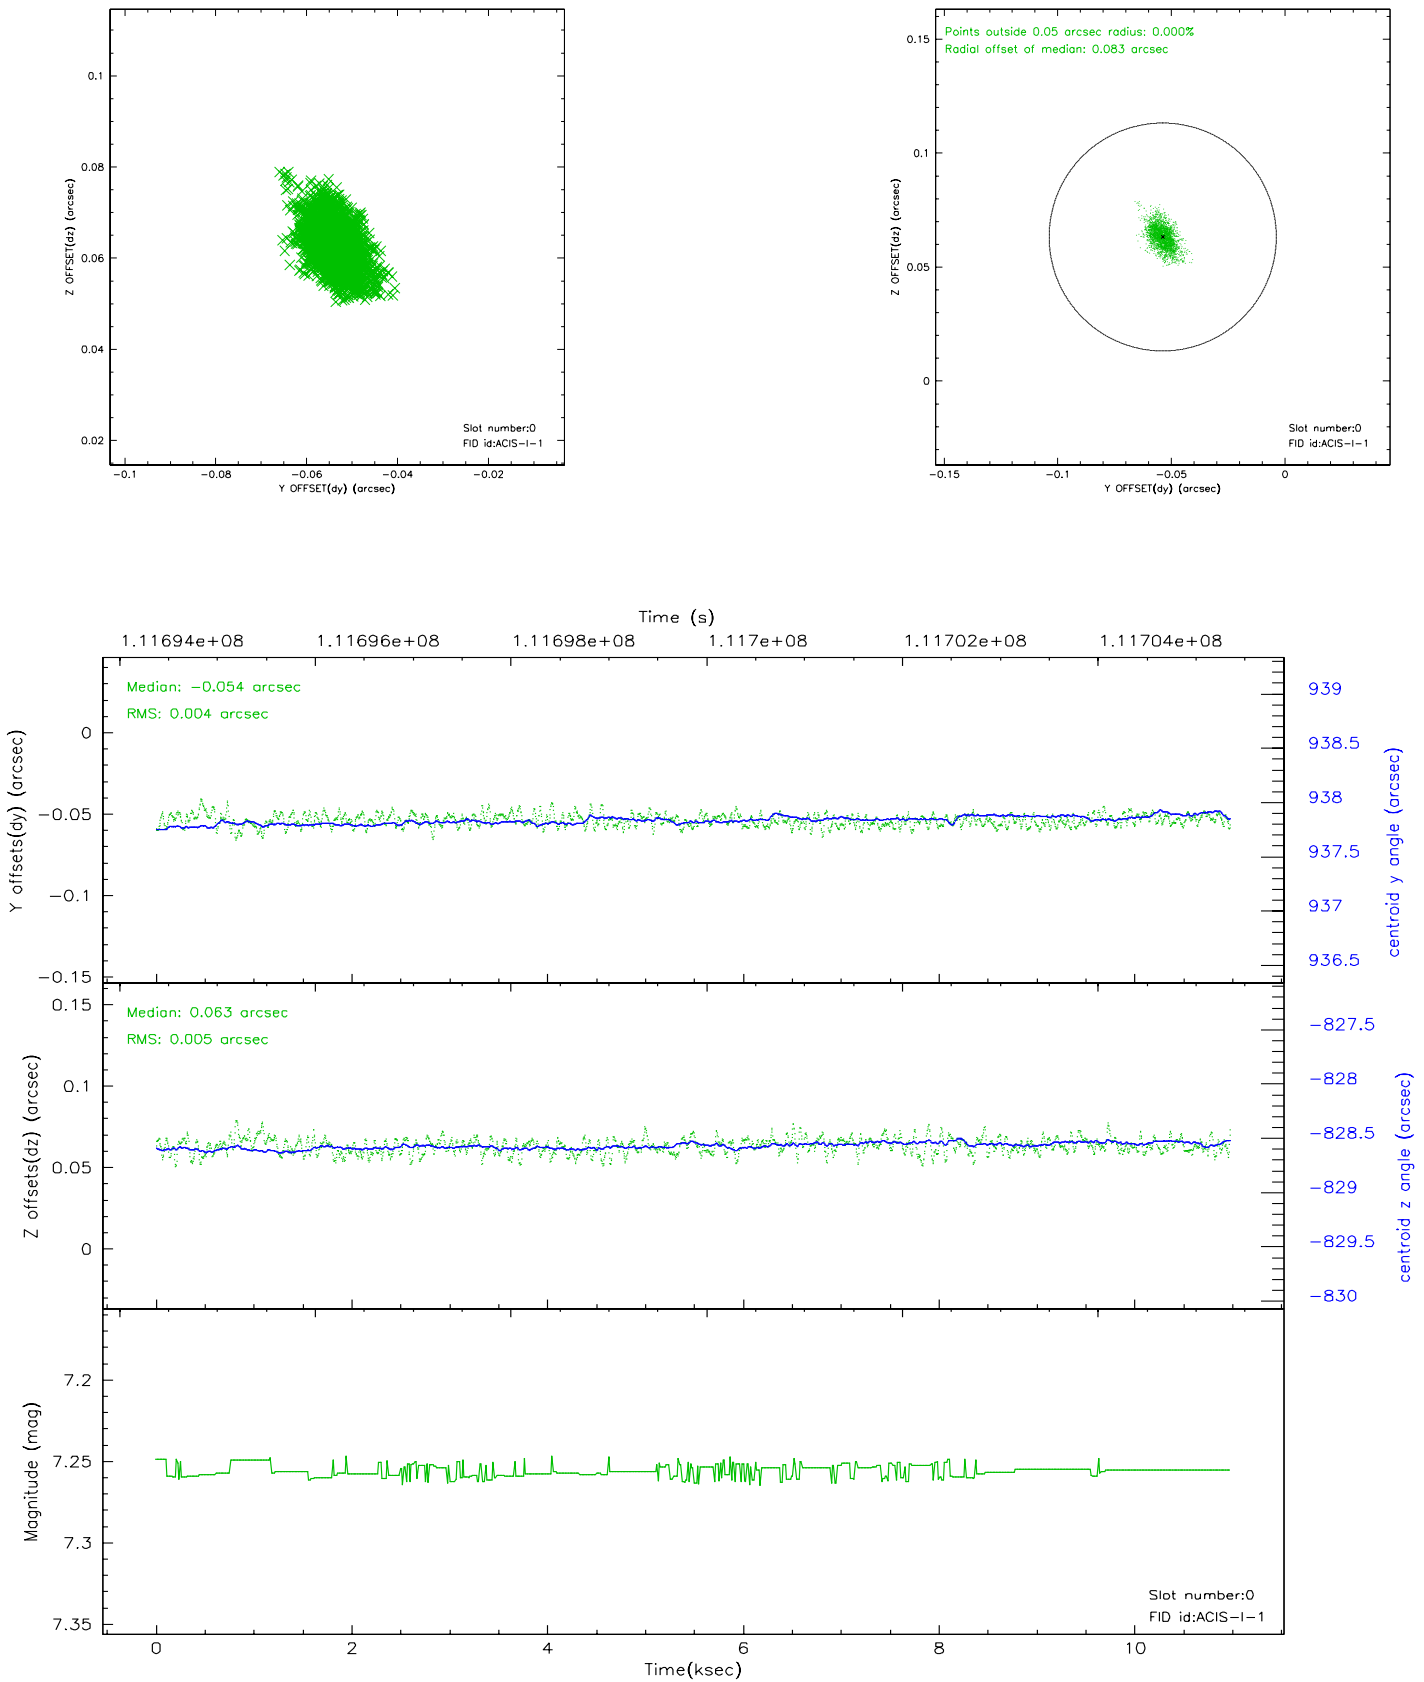 0.1
0.08
0.06
0.04
0.02
Z OFFSET(dz) (arcsec)
Slot number:0
FID id:ACIS-I-1
-0.1
-0.08
-0.06
-0.04
-0.02
Y OFFSET(dy) (arcsec)
Points outside 0.05 arcsec radius: 0.000%
Radial offset of median: 0.083 arcsec
0.15
0.1
0.05
0
Z OFFSET(dz) (arcsec)
Slot number:0
FID id:ACIS-I-1
-0.15
-0.1
-0.05
0
Y OFFSET(dy) (arcsec)
Time (s)
1.11694e+08
1.11696e+08
1.11698e+08
1.117e+08
1.11702e+08
1.11704e+08
Median: -0.054 arcsec
RMS: 0.004 arcsec
0
-0.05
-0.1
-0.15
Y offsets(dy) (arcsec)
939
938.5
938
937.5
937
936.5
centroid y angle (arcsec)
Median: 0.063 arcsec
RMS: 0.005 arcsec
0.15
0.1
0.05
0
Z offsets(dz) (arcsec)
-827.5
-828
-828.5
-829
-829.5
-830
centroid z angle (arcsec)
7.2
7.25
7.3
7.35
Magnitude (mag)
Slot number:0
FID id:ACIS-I-1
0
2
4
6
8
10
Time(ksec)